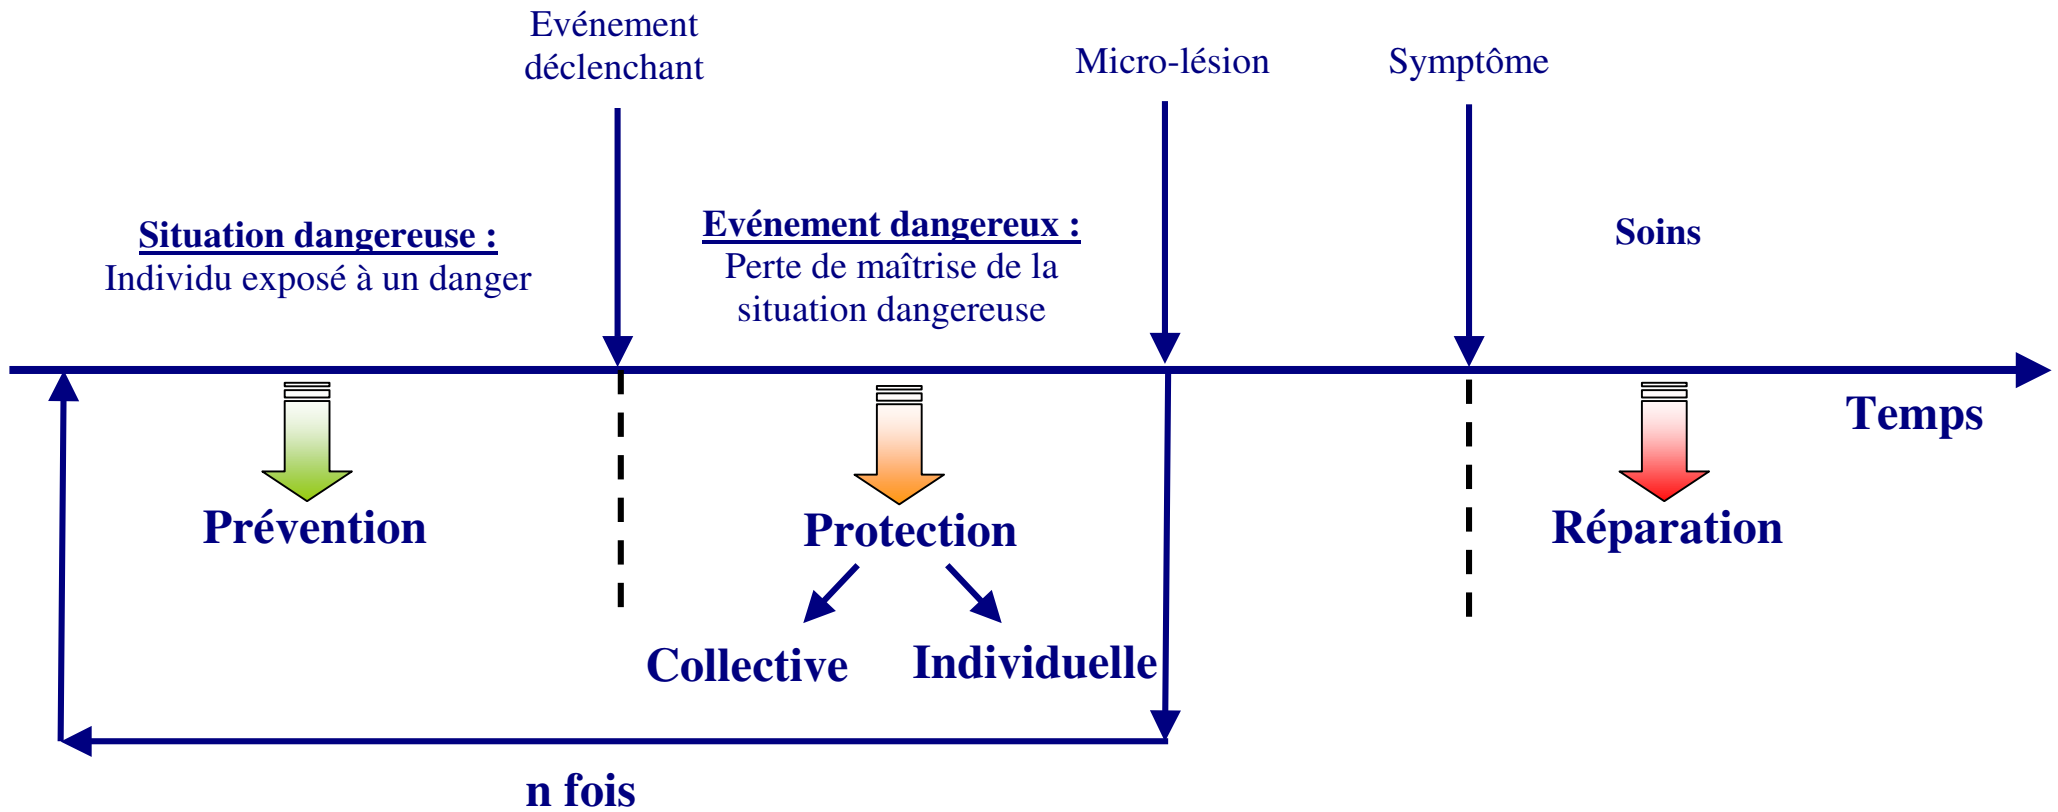 Evénement
déclenchant
Micro-lésion
Symptôme
Situation dangereuse :
Individu exposé à un danger
Evénement dangereux :
Perte de maîtrise de la
situation dangereuse
Soins
Temps
Prévention
Protection
Réparation
Collective
Individuelle
n fois